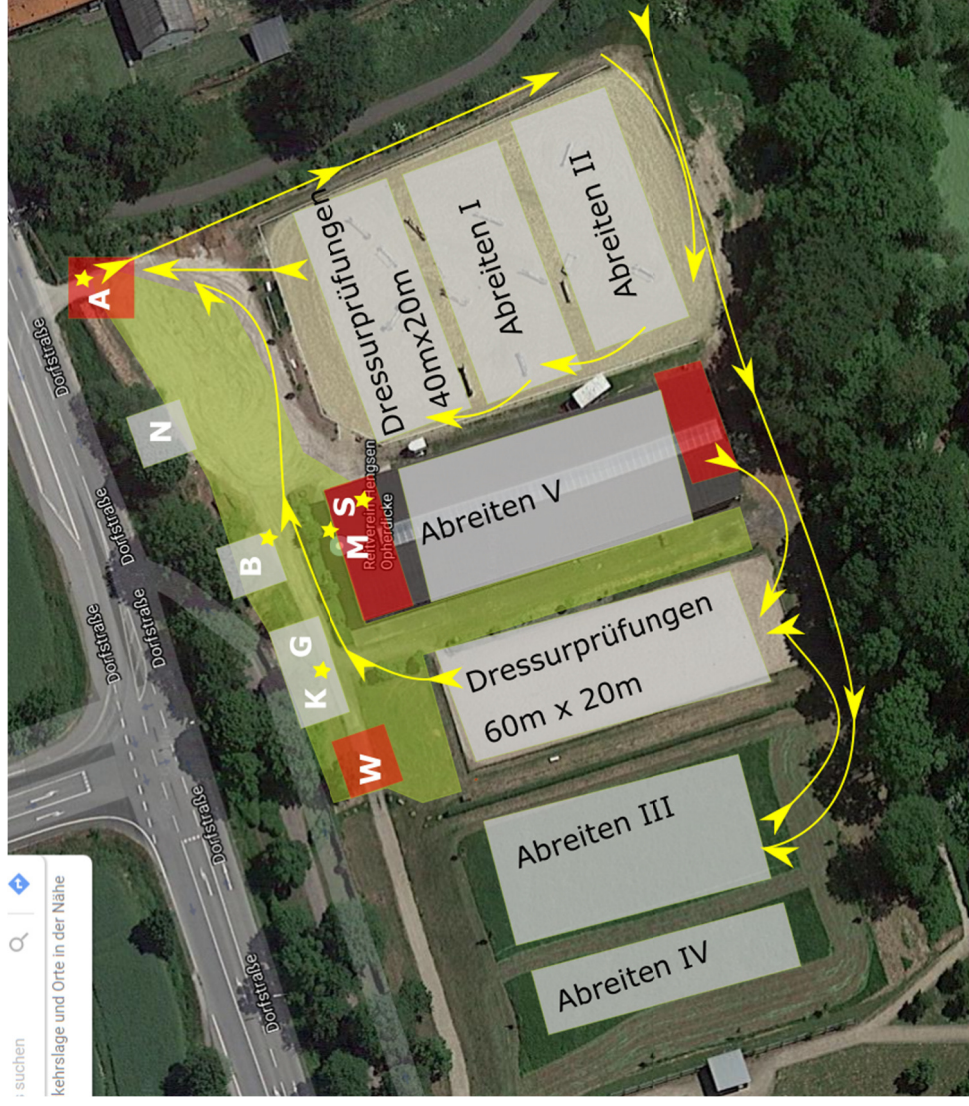 Dorfstraße
A
N
Dorfstraße
Dorfstraße
Dorfstraße
Dorfstraße
B
G
K
W
M S
Reitverein Hengsen
Opherdicke
Dressurprüfungen
40mx20m
Abreiten I
Abreiten II
Abreiten V
Dressurprüfungen
60m x 20m
Abreiten III
Abreiten IV
Dorfstraße
Dorfstraße
suchen
kehrslage und Orte in der Nähe